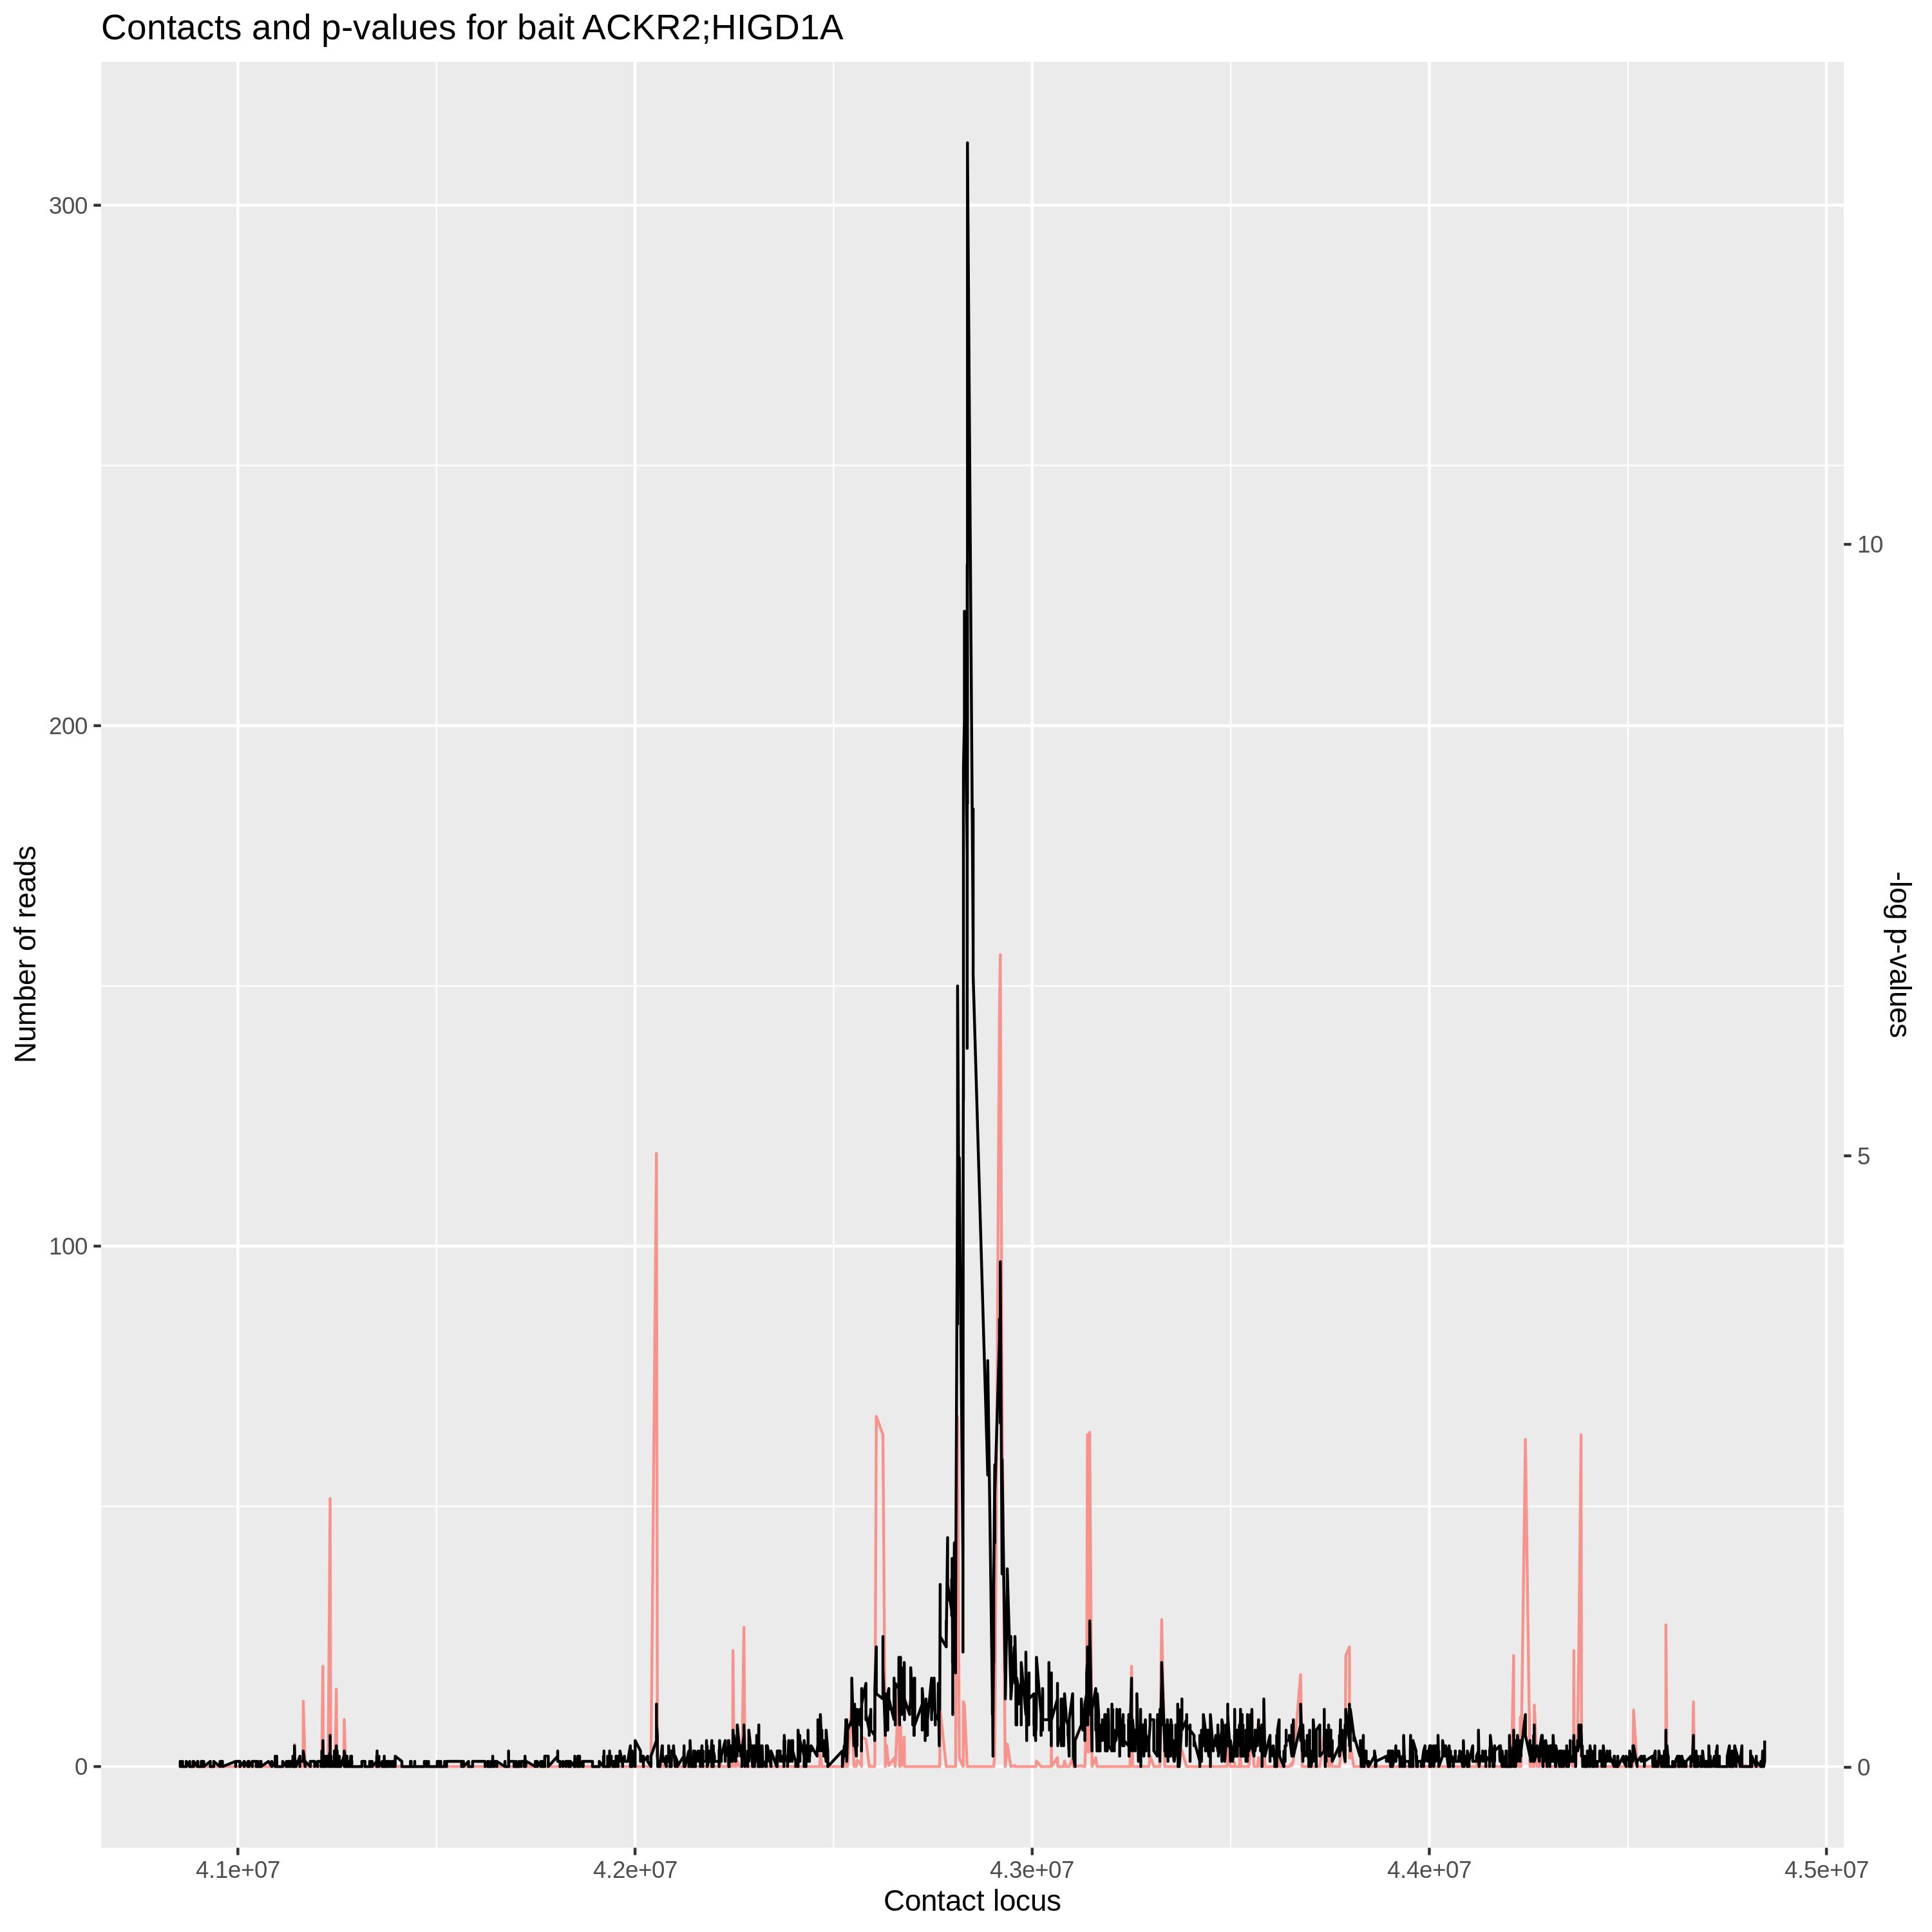 Contacts and p-values for bait ACKR2;HIGD1A
300
200
100
0
10
5
0
Number of reads
-log p-values
4.1e+07 4.2e+07 4.3e+07 4.4e+07 4.5e+07
Contact locus